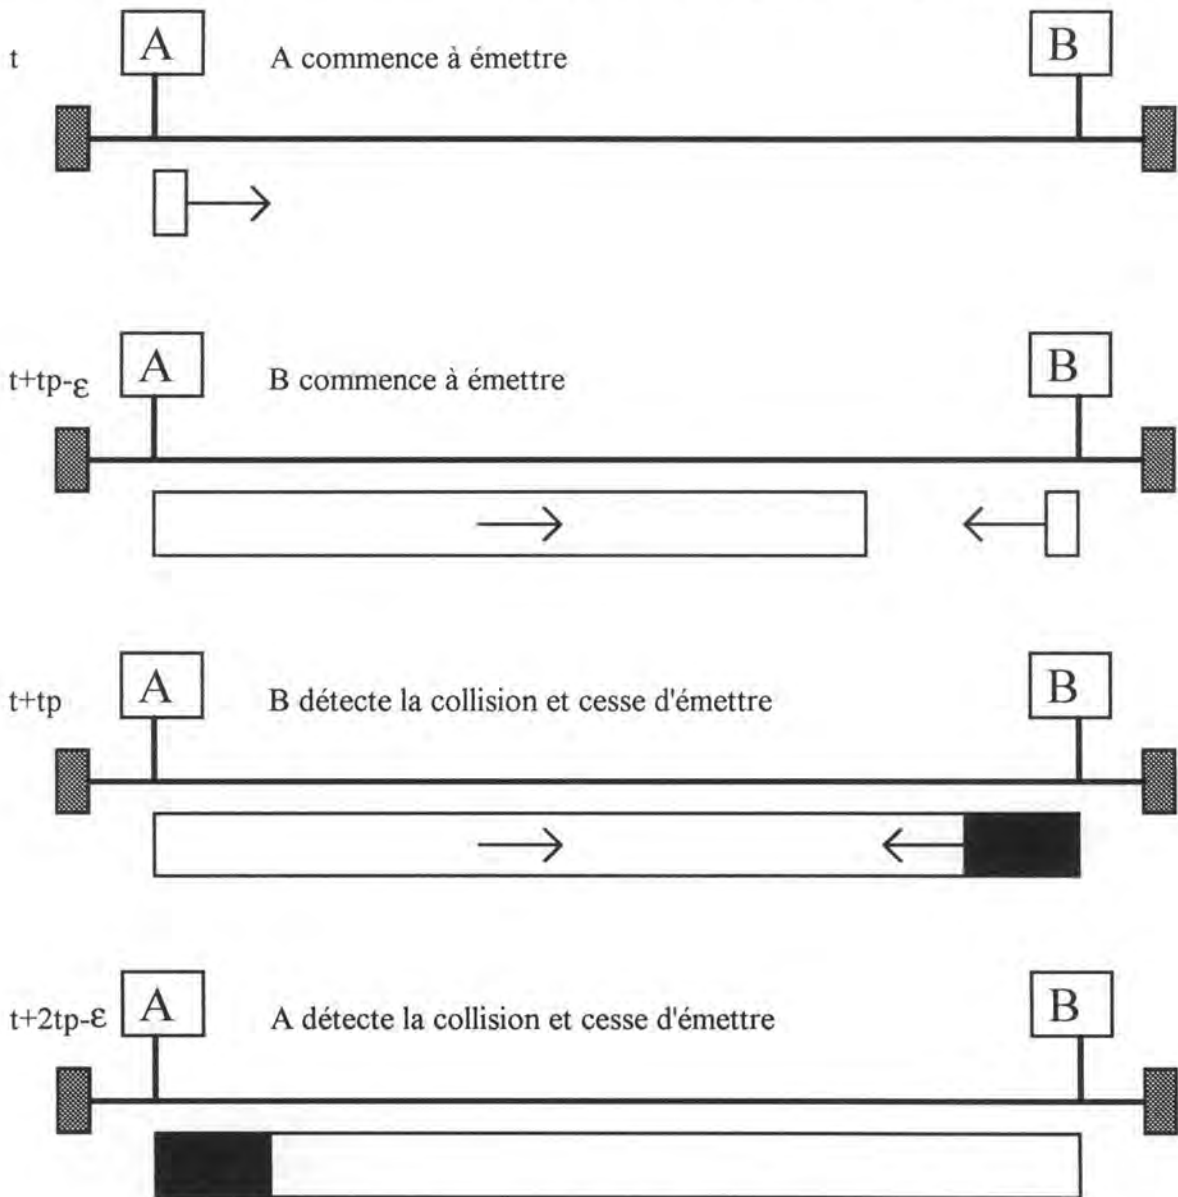 A B
t A commence à émettre
A B
t+tp-ε B commence à émettre
A B
t+tp B détecte la collision et cesse d'émettre
A B
t+2tp-ε A détecte la collision et cesse d'émettre